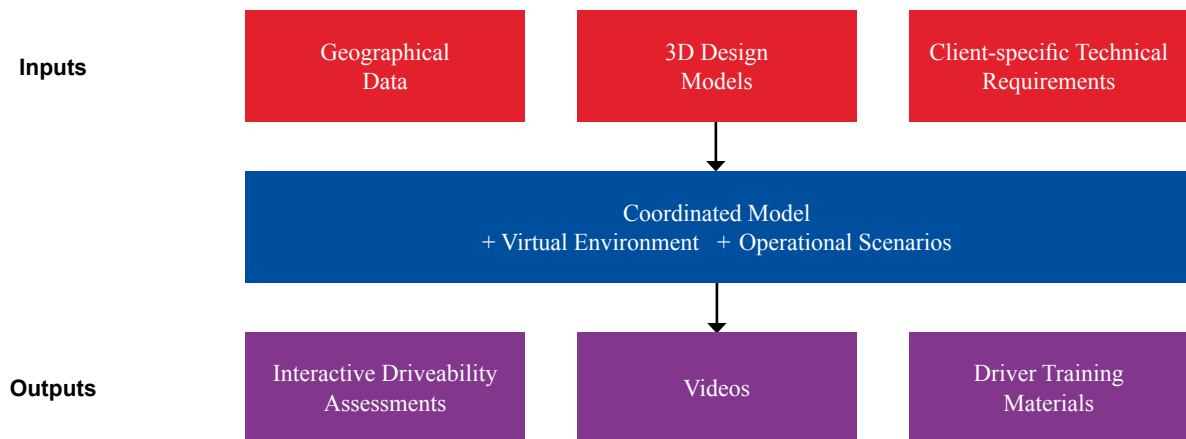 Inputs
Geographical
Data
3D Design
Models
Client-specific Technical
Requirements
Coordinated Model
+ Virtual Environment + Operational Scenarios
Outputs
Interactive Driveability
Assessments
Videos
Driver Training
Materials